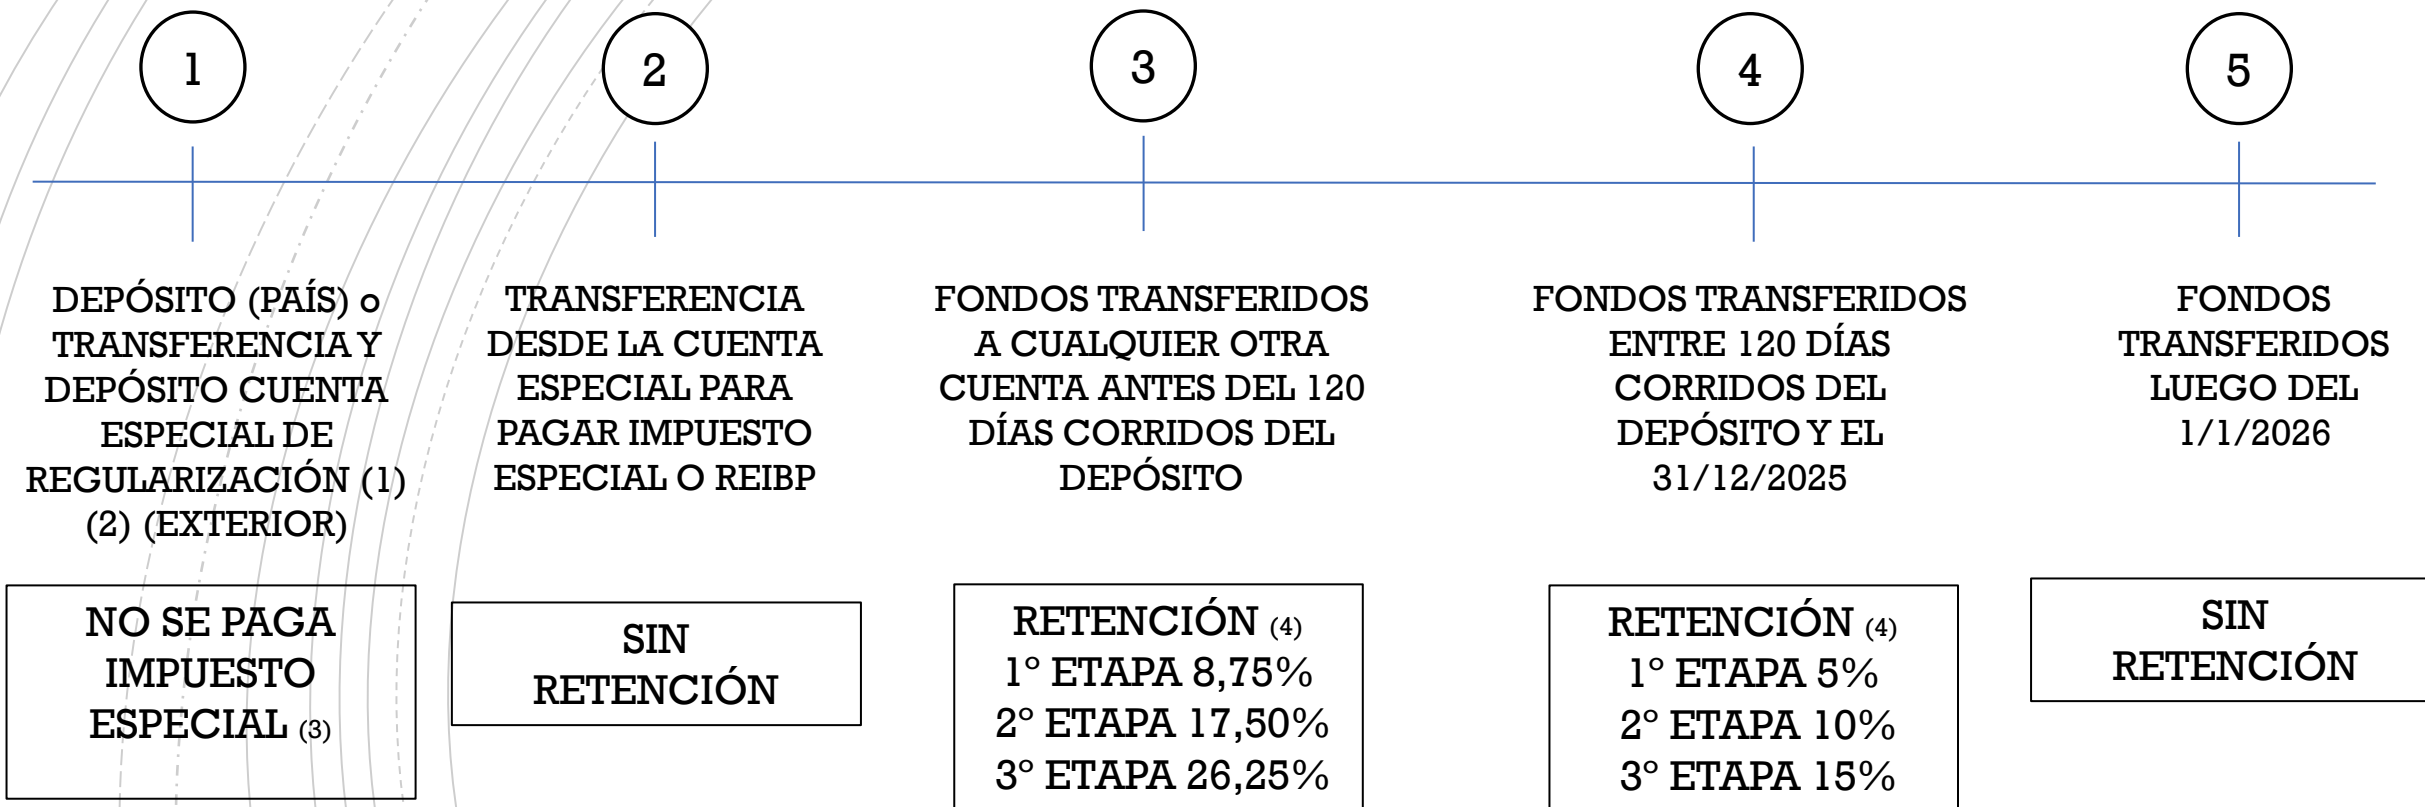 1
DEPÓSITO (PAÍS) o
TRANSFERENCIA Y
DEPÓSITO CUENTA
ESPECIAL DE
REGULARIZACIÓN (1)
(2) (EXTERIOR)
NO SE PAGA
IMPUESTO
ESPECIAL (3)
2
TRANSFERENCIA
DESDE LA CUENTA
ESPECIAL PARA
PAGAR IMPUESTO
ESPECIAL O REIBP
SIN
RETENCIÓN
3
FONDOS TRANSFERIDOS
A CUALQUIER OTRA
CUENTA ANTES DEL 120
DÍAS CORRIDOS DEL
DEPÓSITO
RETENCIÓN (4)
1° ETAPA 8,75%
2° ETAPA 17,50%
3° ETAPA 26,25%
4
FONDOS TRANSFERIDOS
ENTRE 120 DÍAS
CORRIDOS DEL
DEPÓSITO Y EL
31/12/2025
RETENCIÓN (4)
1° ETAPA 5%
2° ETAPA 10%
3° ETAPA 15%
5
FONDOS
TRANSFERIDOS
LUEGO DEL
1/1/2026
SIN
RETENCIÓN